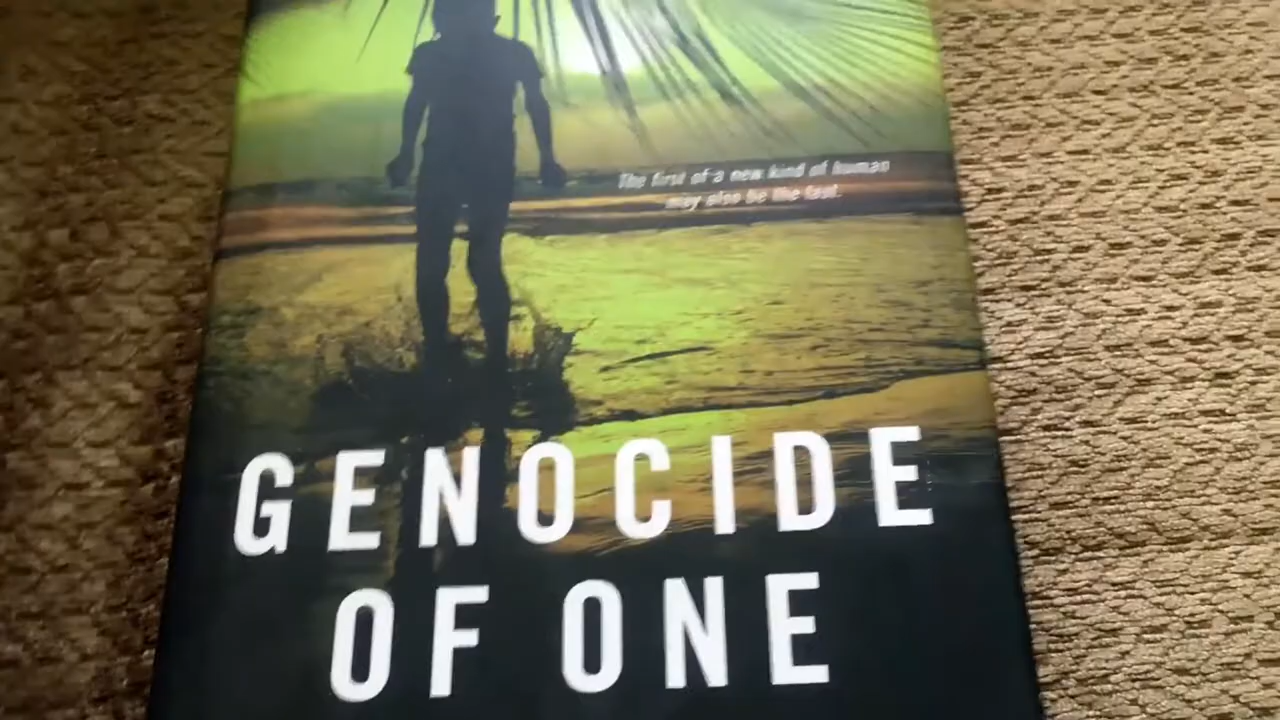 The first of a new kind of human
may also be the last.
GENOCIDE
OF ONE